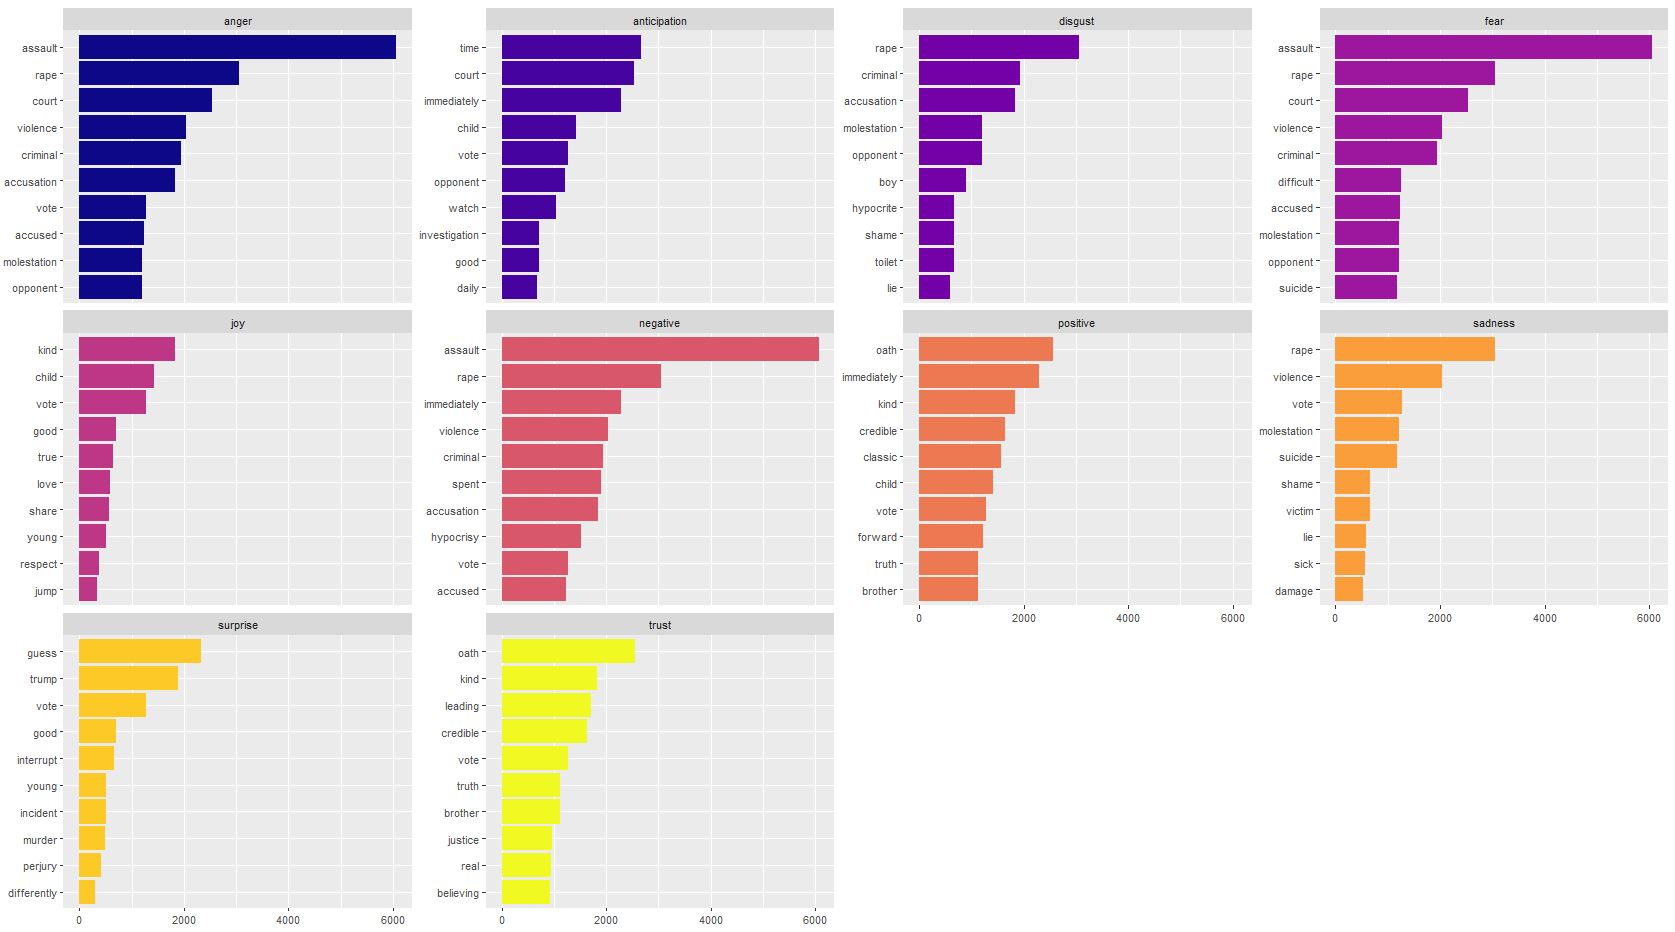 anger
assault
rape
court
violence
criminal
accusation
vote
accused
molestation
opponent
anticipation
time
court
immediately
child
vote
opponent
watch
investigation
good
daily
disgust
rape
criminal
accusation
molestation
opponent
boy
hypocrite
shame
toilet
lie
fear
assault
rape
court
violence
criminal
difficult
accused
molestation
opponent
suicide
joy
kind
child
vote
good
true
love
share
young
respect
jump
negative
assault
rape
immediately
violence
criminal
spent
accusation
hypocrisy
vote
accused
positive
oath
immediately
kind
credible
classic
child
vote
forward
truth
brother
0 2000 4000 6000
sadness
rape
violence
vote
molestation
suicide
shame
victim
lie
sick
damage
0 2000 4000 6000
surprise
guess
trump
vote
good
interrupt
young
incident
murder
perjury
differently
0 2000 4000 6000
trust
oath
kind
leading
credible
vote
truth
brother
justice
real
believing
0 2000 4000 6000